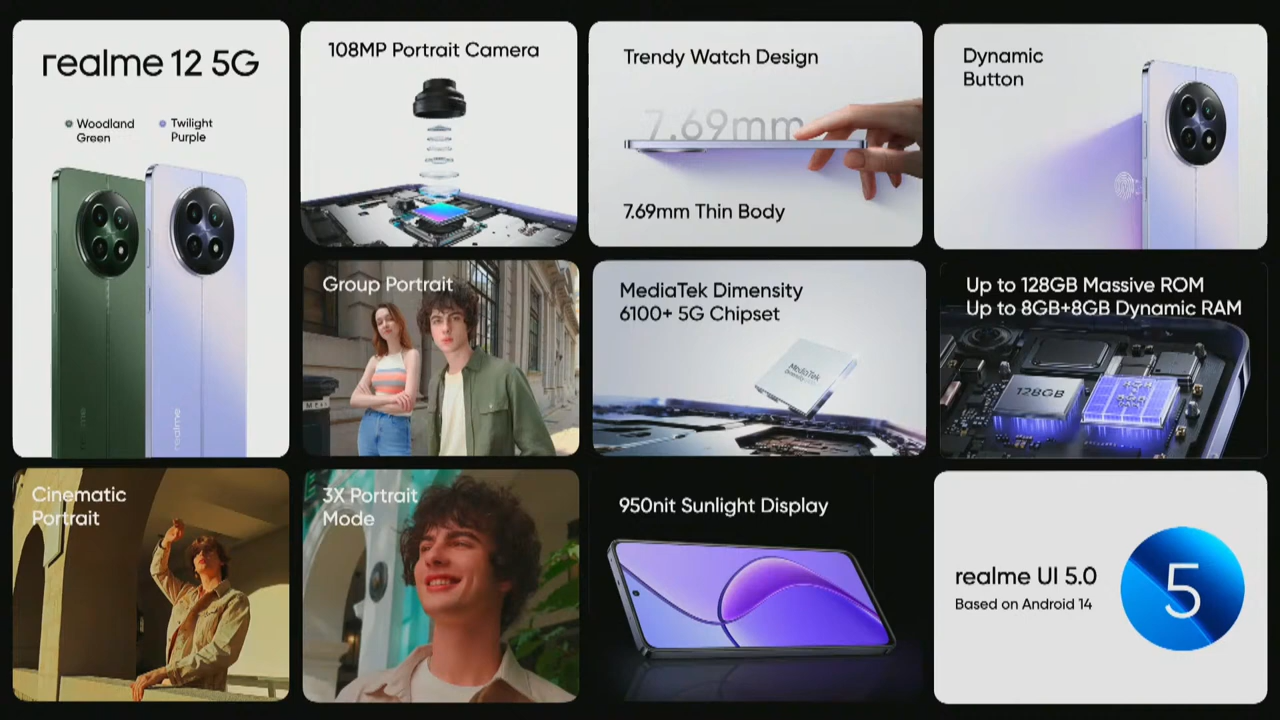 realme 12 5G
Woodland
Green
Twilight
Purple
realme
realme
108MP Portrait Camera
Trendy Watch Design
7.69mm
7.69mm Thin Body
Dynamic
Button
Group Portrait
MediaTek Dimensity
6100+ 5G Chipset
MediaTek
Up to 128GB Massive ROM
Up to 8GB+8GB Dynamic RAM
128GB
Cinematic
Portrait
3X Portrait
Mode
950nit Sunlight Display
realme UI 5.0
Based on Android 14
5